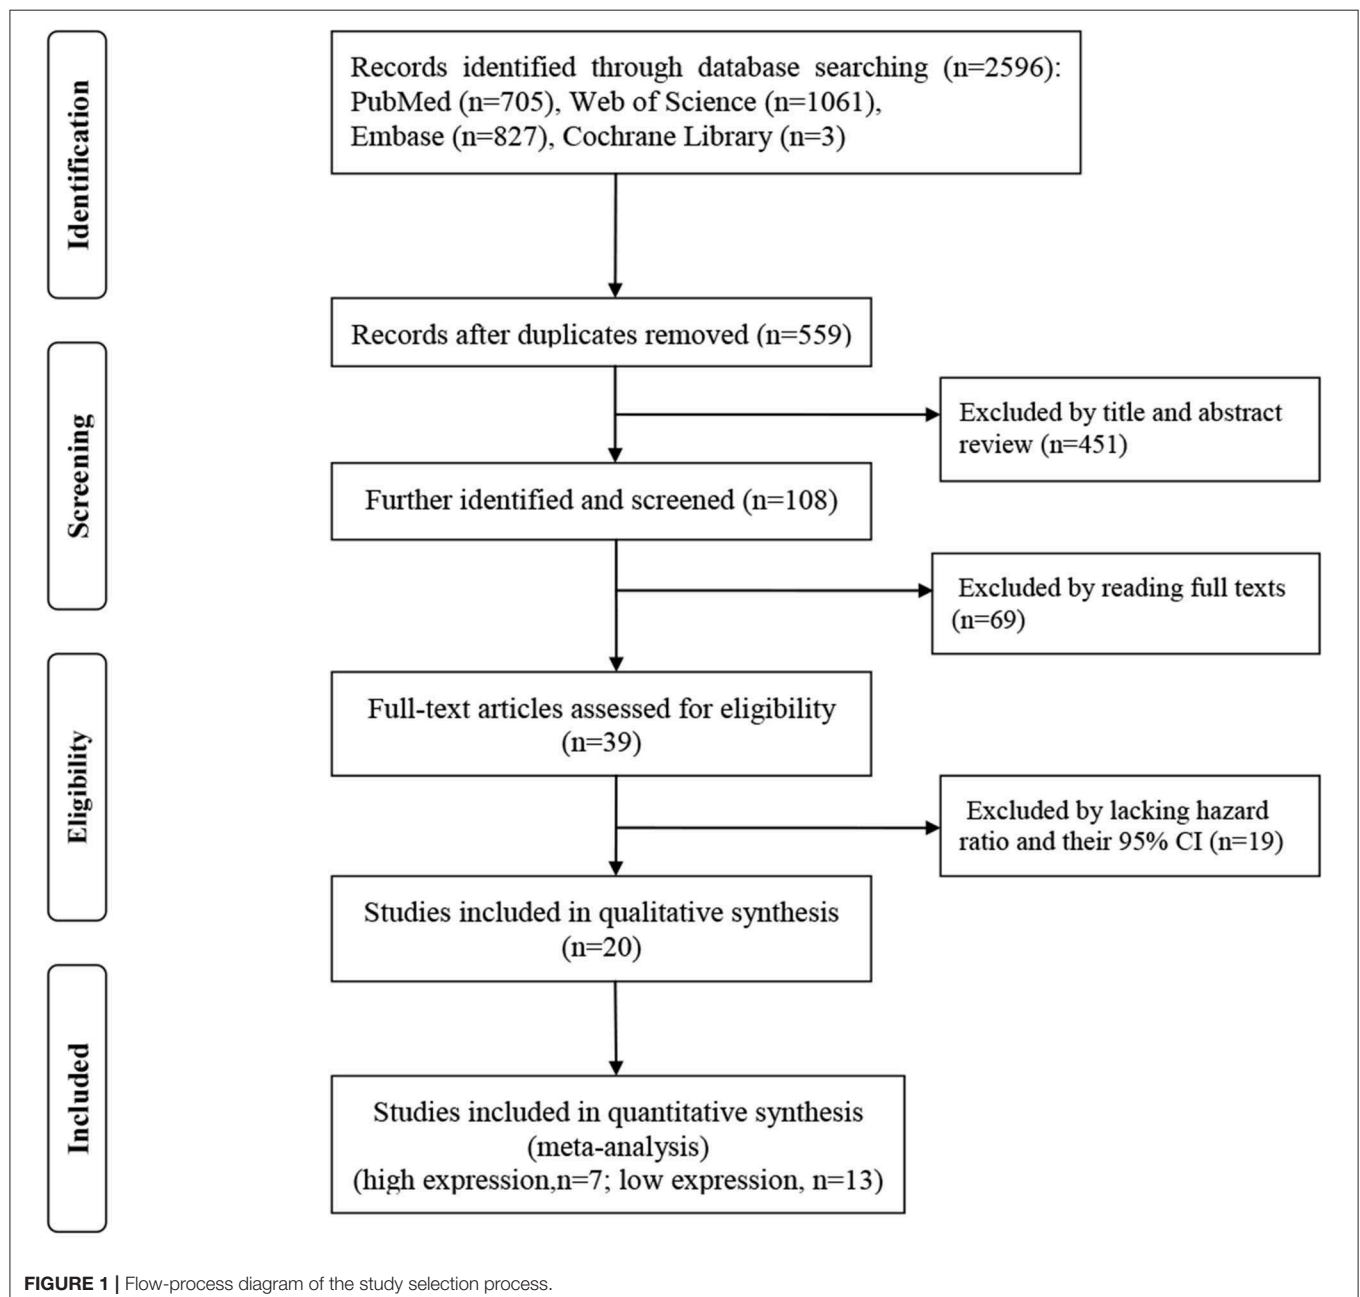 Identification
Records identified through database searching (n=2596):
PubMed (n=705), Web of Science (n=1061),
Embase (n=827), Cochrane Library (n=3)
Records after duplicates removed (n=559)
Screening
Excluded by title and abstract
review (n=451)
Further identified and screened (n=108)
Excluded by reading full texts
(n=69)
Eligibility
Full-text articles assessed for eligibility
(n=39)
Excluded by lacking hazard
ratio and their 95% CI (n=19)
Studies included in qualitative synthesis
(n=20)
Included
Studies included in quantitative synthesis
(meta-analysis)
(high expression,n=7; low expression, n=13)
FIGURE 1 | Flow-process diagram of the study selection process.